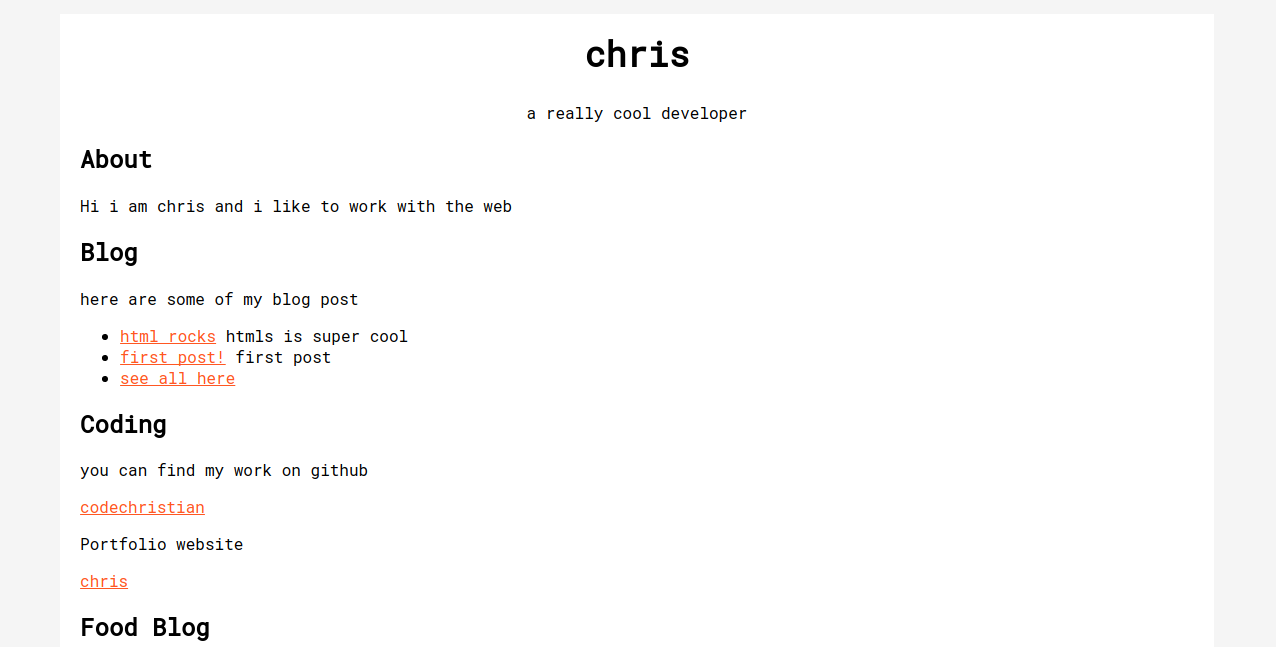 chris
a really cool developer
About
Hi i am chris and i like to work with the web
Blog
here are some of my blog post
html rocks htmls is super cool
first post! first post
see all here
Coding
you can find my work on github
codechristian
Portfolio website
chris
Food Blog